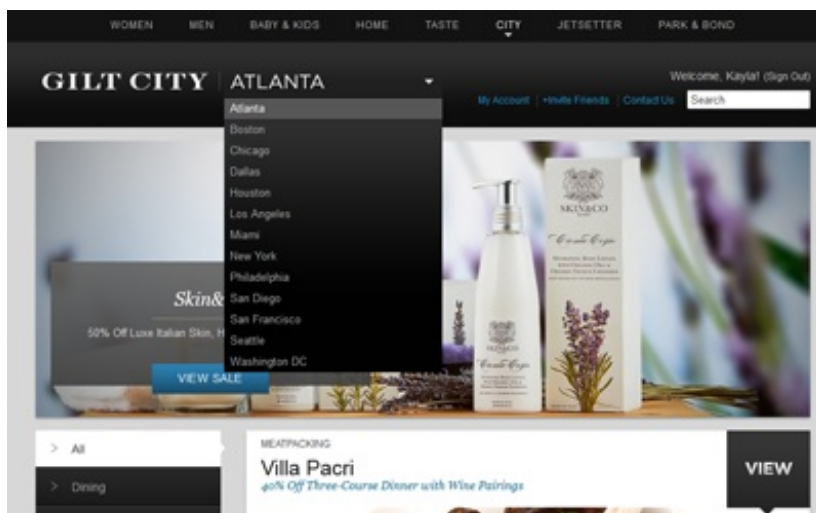 WOMEN MEN BABY & KIDS HOME TASTE CITY JETSETTER PARK & BOND
GILT CITY ATLANTA
Welcome, Kayla! (Sign Out)
My Account +Invite Friends Contact Us Search
Atlanta
Boston
Chicago
Dallas
Houston
Los Angeles
Miami
New York
Philadelphia
San Diego
San Francisco
Seattle
Washington DC
SKIN&CO
Skin&
50% Off Luxe Italian Skin, H
VIEW SALE
SKIN&CO
> All
> Dining
MEATPACKING
Villa Pacri
40% Off Three-Course Dinner with Wine Pairings
VIEW